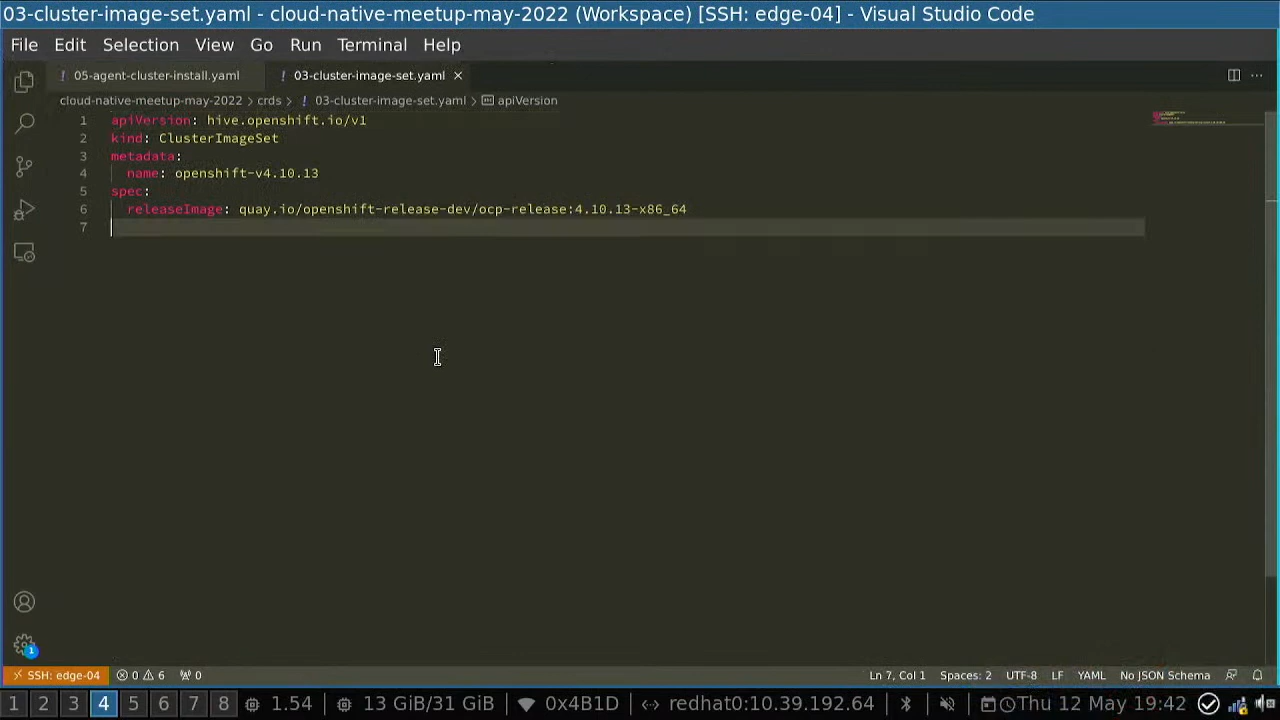 03-cluster-image-set.yaml - cloud-native-meetup-may-2022 (Workspace) [SSH: edge-04] - Visual Studio Code
File Edit Selection View Go Run Terminal Help
! 05-agent-cluster-install.yaml ! 03-cluster-image-set.yaml
cloud-native-meetup-may-2022 > crds > ! 03-cluster-image-set.yaml > apiVersion
1 apiVersion: hive.openshift.io/v1
2 kind: ClusterImageSet
3 metadata:
4 name: openshift-v4.10.13
5 spec:
6 releaseImage: quay.io/openshift-release-dev/ocp-release:4.10.13-x86_64
7
1
SSH: edge-04 0 6 0 Ln 7, Col 1 Spaces: 2 UTF-8 LF YAML No JSON Schema
1 2 3 4 5 6 7 8 1.54 13 GiB/31 GiB 0x4B1D redhat0:10.39.192.64 Thu 12 May 19:42